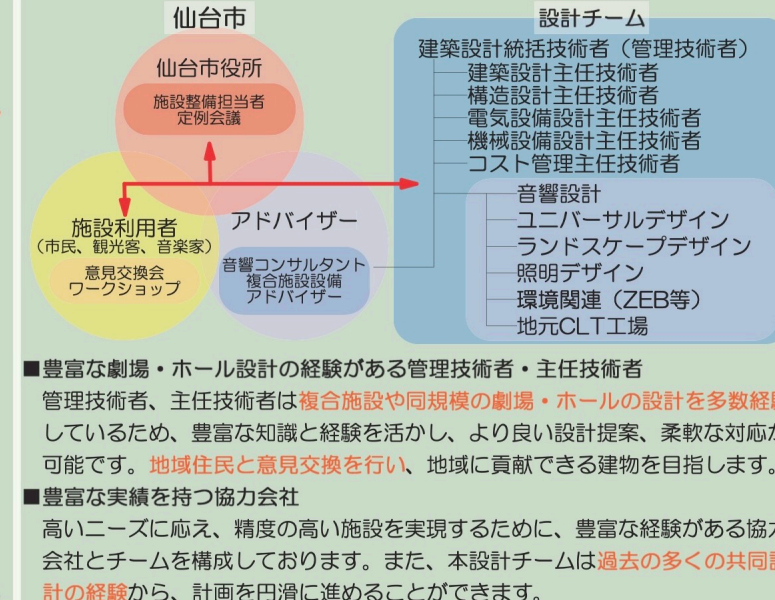 仙台市
仙台市役所
施設整備担当者
定例会議
施設利用者
（市民、観光客、音楽家）
意見交換会
ワークショップ
アドバイザー
音響コンサルタント
複合施設設備
アドバイザー
設計チーム
建築設計統括技術者（管理技術者）
建築設計主任技術者
構造設計主任技術者
電気設備設計主任技術者
機械設備設計主任技術者
コスト管理主任技術者
音響設計
ユニバーサルデザイン
ランドスケープデザイン
照明デザイン
環境関連（ZEB等）
地元CLT工場
■豊富な劇場・ホール設計の経験がある管理技術者・主任技術者
管理技術者、主任技術者は複合施設や同規模の劇場・ホールの設計を多数経験
しているため、豊富な知識と経験を活かし、より良い設計提案、柔軟な対応が
可能です。地域住民と意見交換を行い、地域に貢献できる建物を目指します。
■豊富な実績を持つ協力会社
高いニーズに応え、精度の高い施設を実現するために、豊富な経験がある協力
会社とチームを構成しております。また、本設計チームは過去の多くの共同設
計の経験から、計画を円滑に進めることができます。